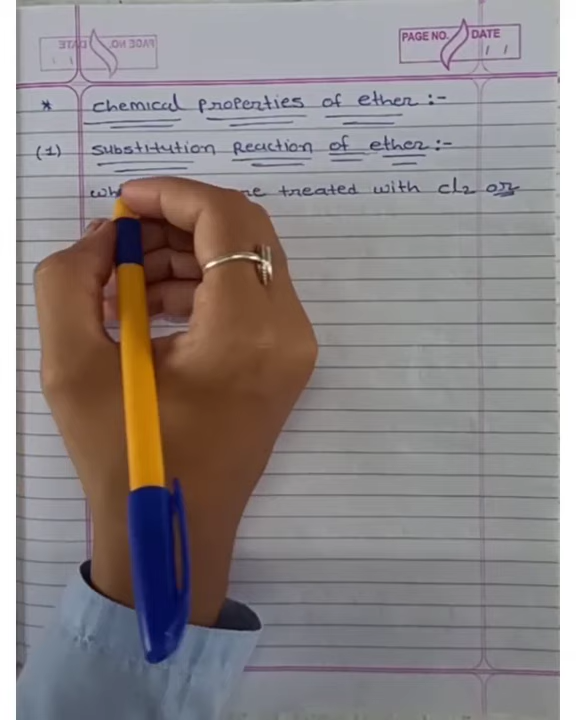 PAGE NO. DATE
/ /
* chemical Properties of ether :-
(1) substitution Reaction of ether :-
treated with cl2 or